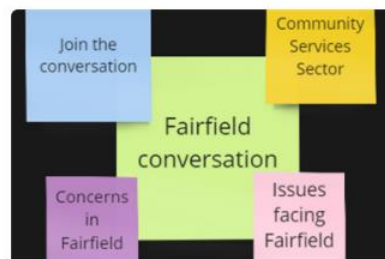 Join the
conversation
Community
Services
Sector
Fairfield
conversation
Concerns
in
Fairfield
Issues
facing
Fairfield